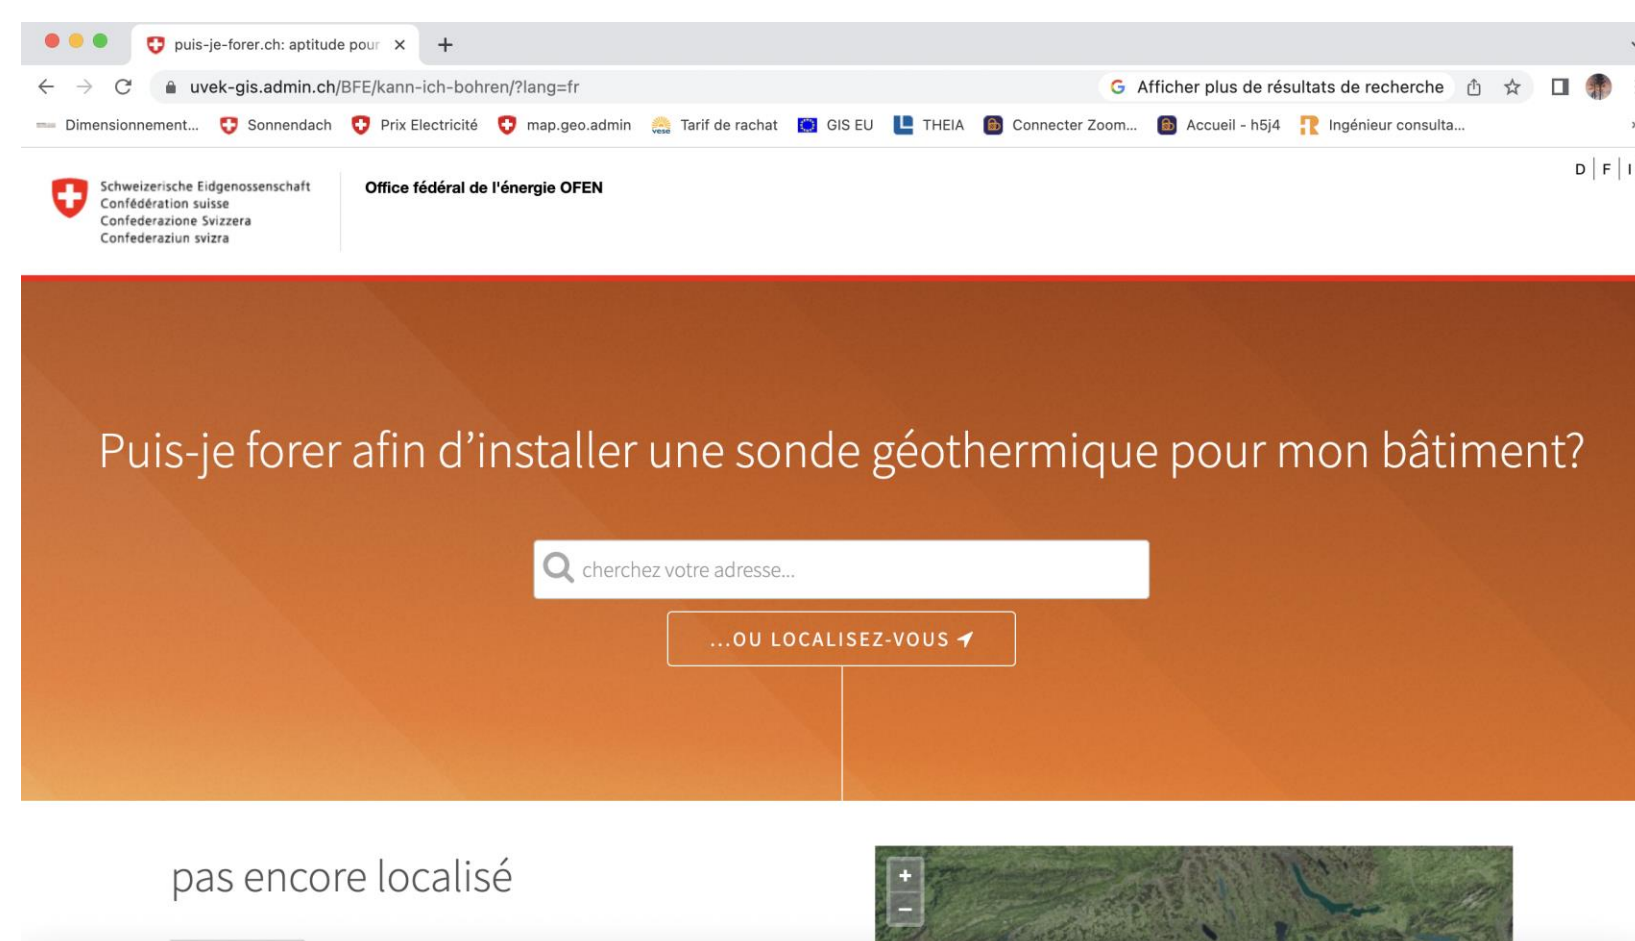 puis-je-forer.ch: aptitude pour
uvek-gis.admin.ch/BFE/kann-ich-bohren/?lang=fr
G Afficher plus de résultats de recherche
Dimensionnement... Sonnendach Prix Electricité map.geo.admin Tarif de rachat GIS EU THEIA Connecter Zoom... Accueil - h5j4 Ingénieur consulta...
D | F | I
Schweizerische Eidgenossenschaft
Confédération suisse
Confederazione Svizzera
Confederaziun svizra
Office fédéral de l'énergie OFEN
Puis-je forer afin d’installer une sonde géothermique pour mon bâtiment?
cherchez votre adresse...
...OU LOCALISEZ-VOUS
pas encore localisé
+
−